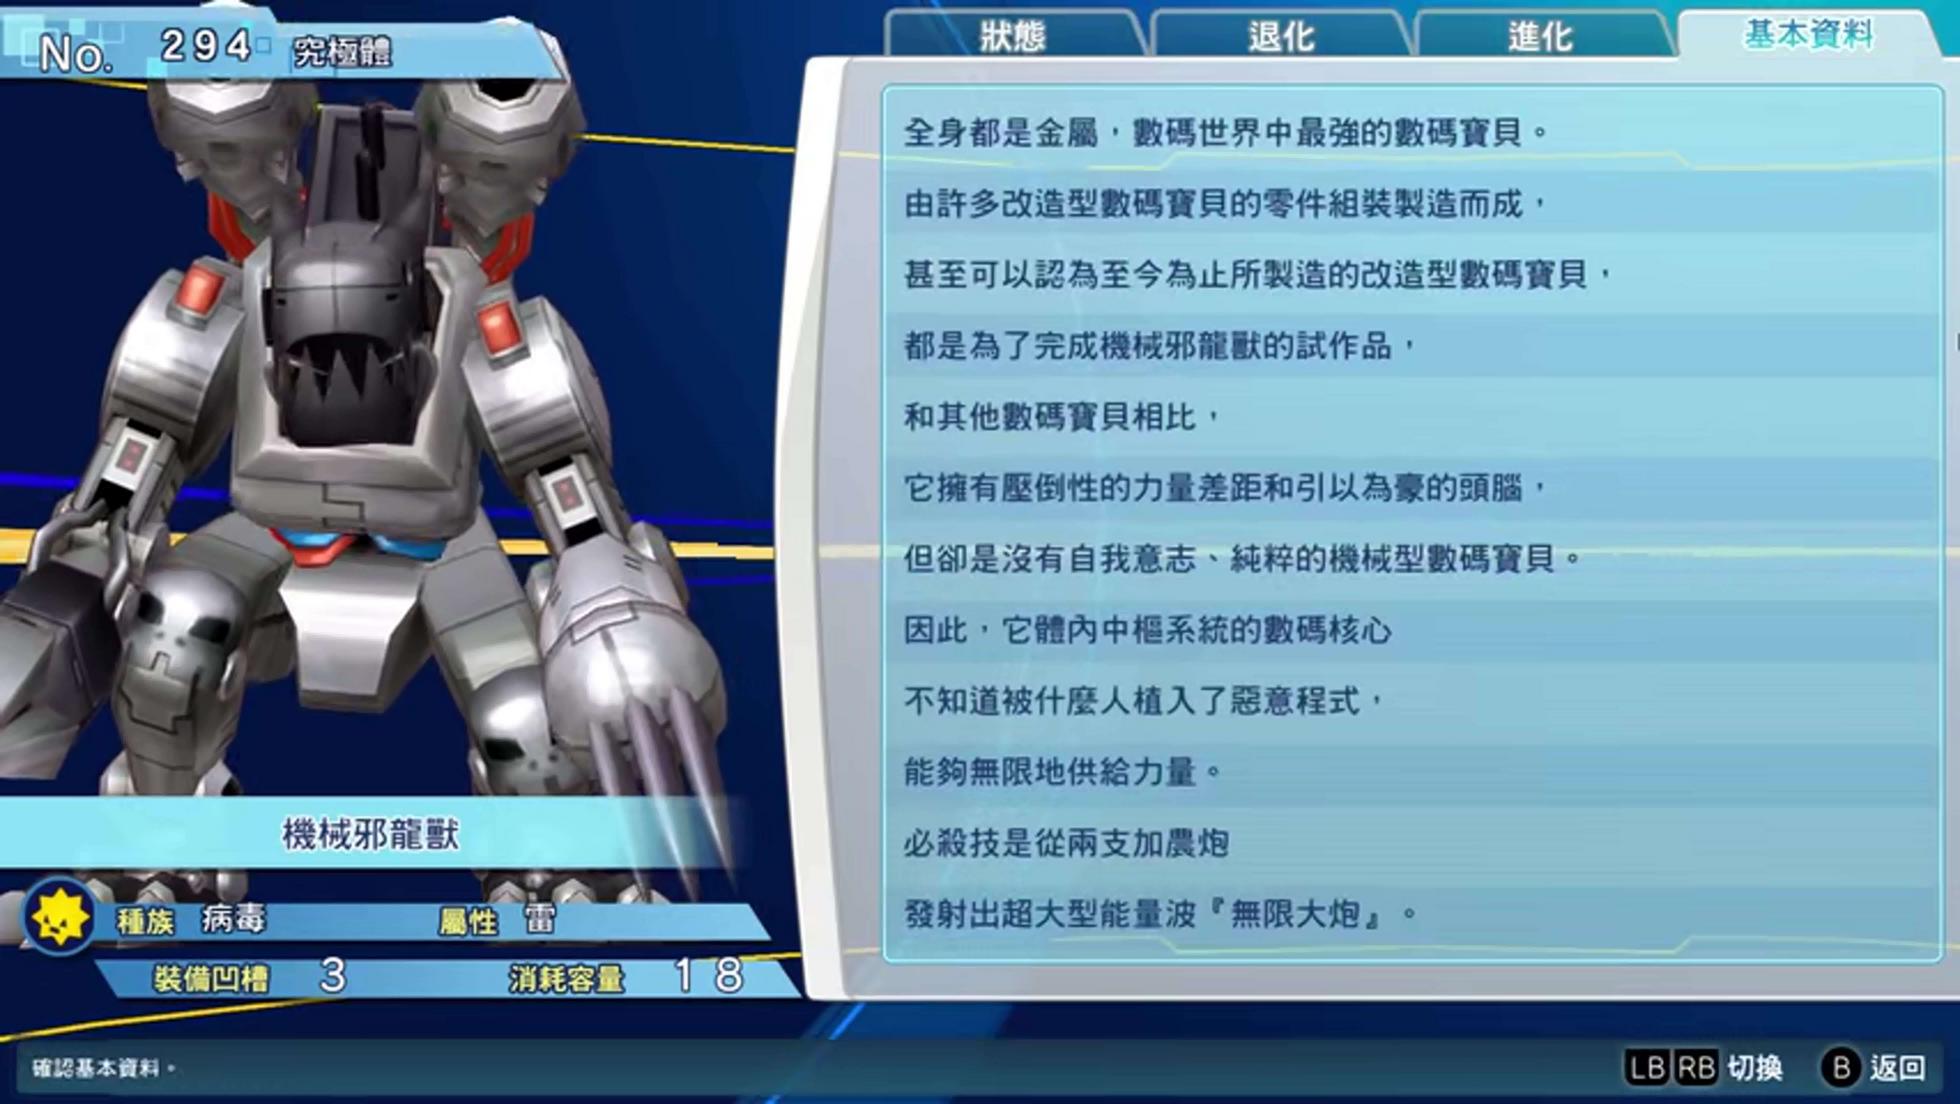 No. 294 究極體
狀態 退化 進化 基本資料
全身都是金屬，數碼世界中最強的數碼寶貝。
由許多改造型數碼寶貝的零件組裝製造而成，
甚至可以認為至今為止所製造的改造型數碼寶貝，
都是為了完成機械邪龍獸的試作品，
和其他數碼寶貝相比，
它擁有壓倒性的力量差距和引以為豪的頭腦，
但卻是沒有自我意志、純粹的機械型數碼寶貝。
因此，它體內中樞系統的數碼核心
不知道被什麼人植入了惡意程式，
能夠無限地供給力量。
必殺技是從兩支加農炮
發射出超大型能量波『無限大炮』。
機械邪龍獸
種族 病毒 屬性 雷
裝備凹槽 3 消耗容量 18
確認基本資料。
LB RB 切換 B 返回